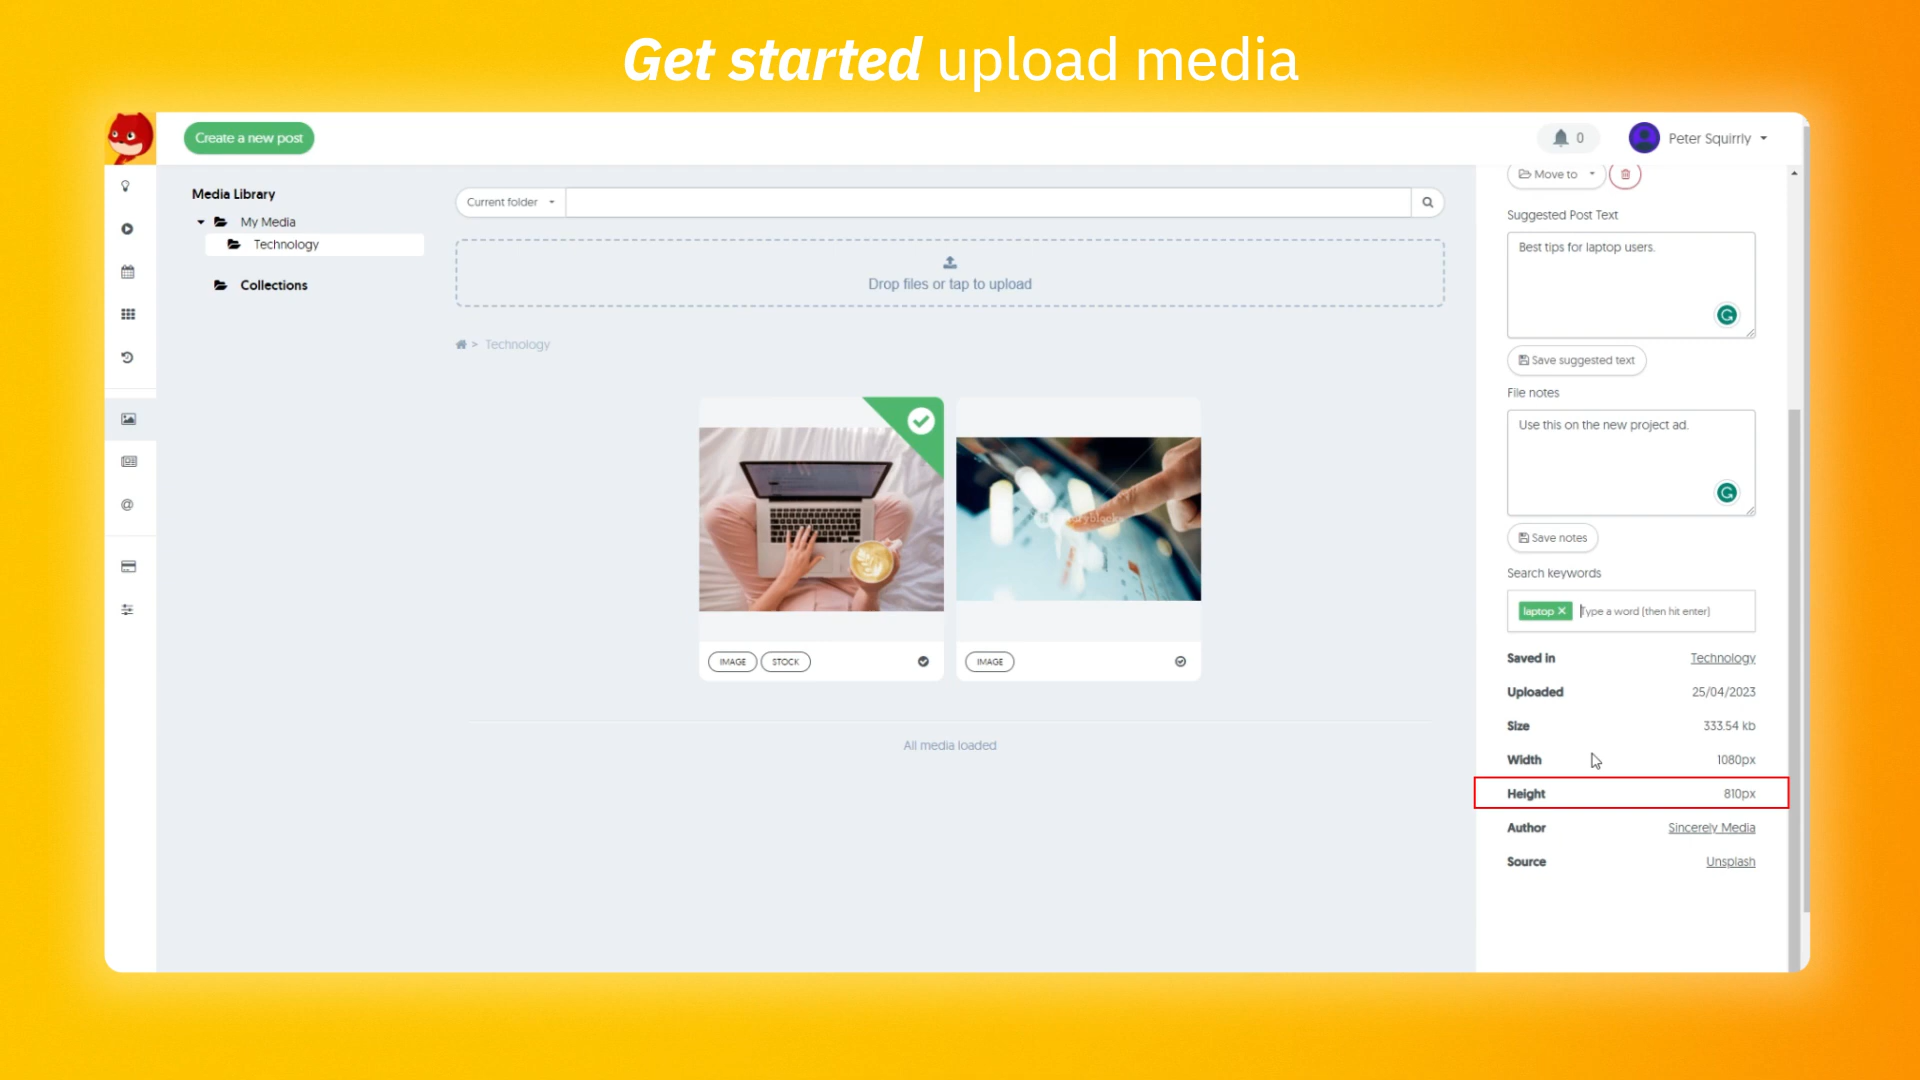 Get started upload media
Create a new post
0
Peter Squirrly
Media Library
My Media
Technology
Collections
Current folder
Drop files or tap to upload
> Technology
IMAGE
STOCK
IMAGE
All media loaded
Move to
Suggested Post Text
Best tips for laptop users.
Save suggested text
File notes
Use this on the new project ad.
Save notes
Search keywords
laptop × Type a word (then hit enter)
Saved in Technology
Uploaded 25/04/2023
Size 333.54 kb
Width 1080px
Height 810px
Author Sincerely Media
Source Unsplash